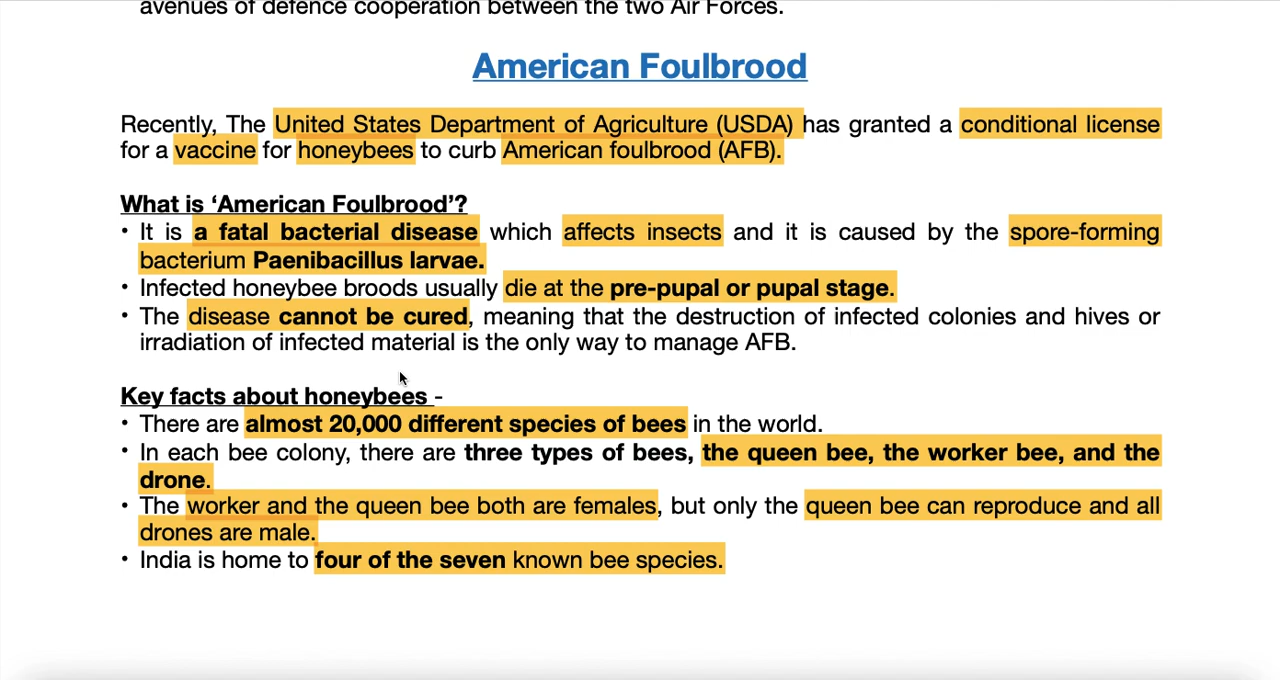 avenues of defence cooperation between the two Air Forces.
American Foulbrood
Recently, The United States Department of Agriculture (USDA) has granted a conditional license
for a vaccine for honeybees to curb American foulbrood (AFB).
What is ‘American Foulbrood’?
• It is a fatal bacterial disease which affects insects and it is caused by the spore-forming
bacterium Paenibacillus larvae.
• Infected honeybee broods usually die at the pre-pupal or pupal stage.
• The disease cannot be cured, meaning that the destruction of infected colonies and hives or
irradiation of infected material is the only way to manage AFB.
Key facts about honeybees -
• There are almost 20,000 different species of bees in the world.
• In each bee colony, there are three types of bees, the queen bee, the worker bee, and the
drone.
• The worker and the queen bee both are females, but only the queen bee can reproduce and all
drones are male.
• India is home to four of the seven known bee species.